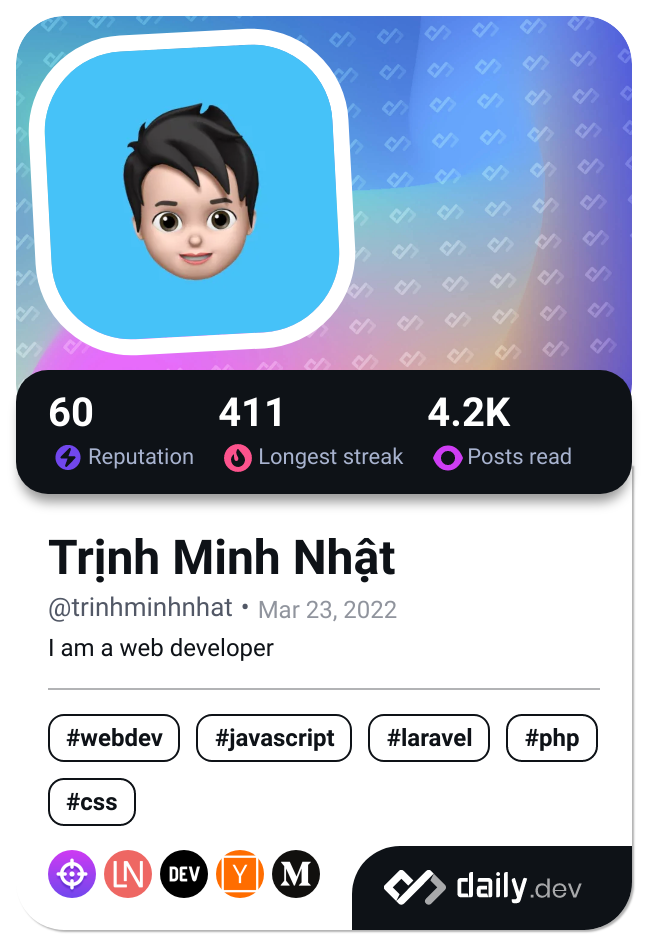 60 411 4.2K
Reputation Longest streak Posts read
Trịnh Minh Nhật
@trinhminhnhat • Mar 23, 2022
I am a web developer
#webdev #javascript #laravel #php
#css
LN DEV Y M daily.dev